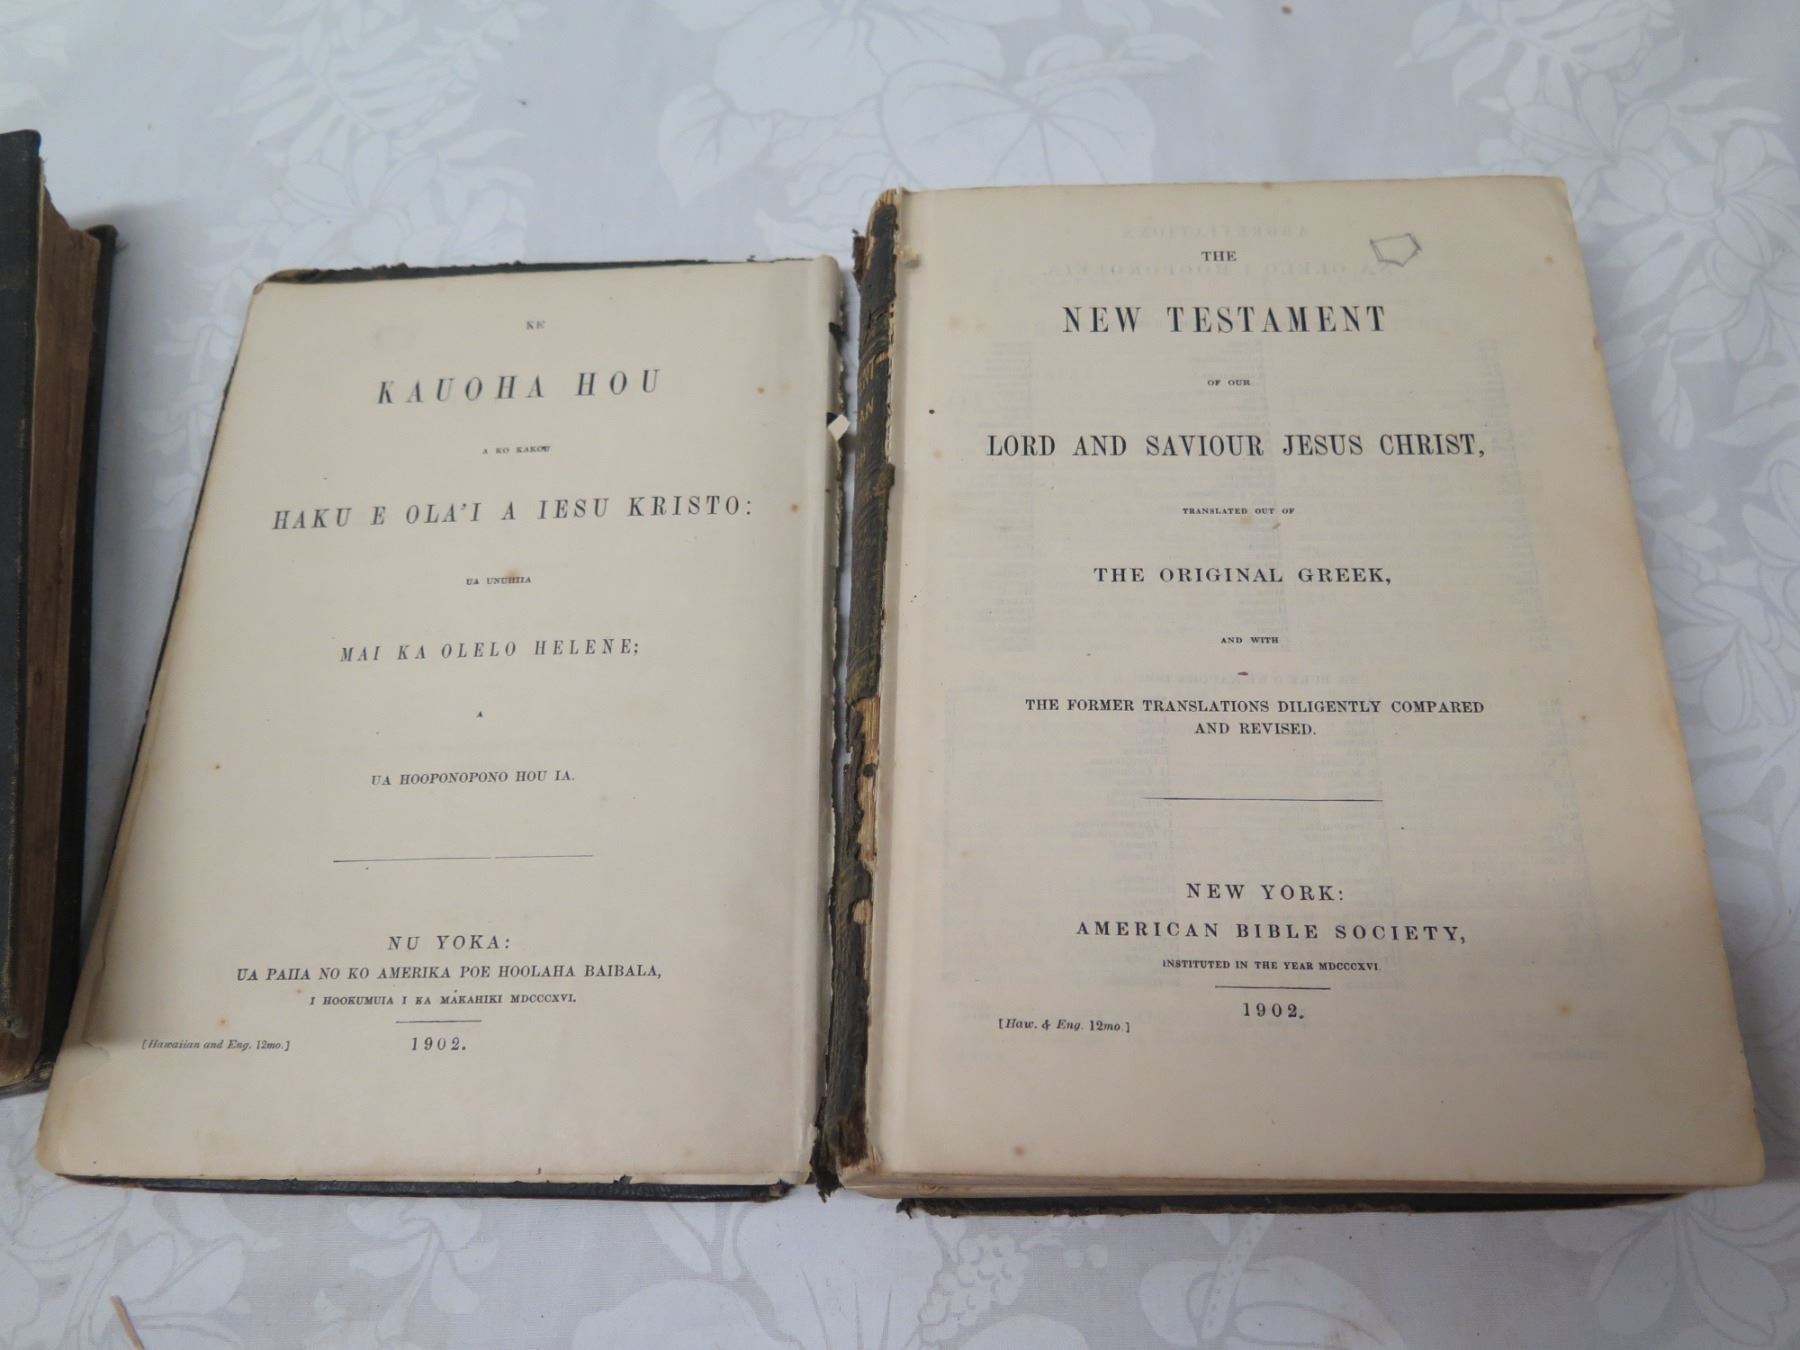 KE
KAUOHA HOU
A KO KAKOU
HAKU E OLA'I A IESU KRISTO:
UA UNUHIIA
MAI KA OLELO HELENE;
A
UA HOOPONOPONO HOU IA.
NU YOKA:
UA PAIIA NO KO AMERIKA POE HOOLAHA BAIBALA,
I HOOKUMUIA I KA MAKAHIKI MDCCCXVI.
[Hawaiian and Eng. 12mo.]
1902.
THE
NEW TESTAMENT
OF OUR
LORD AND SAVIOUR JESUS CHRIST,
TRANSLATED OUT OF
THE ORIGINAL GREEK,
AND WITH
THE FORMER TRANSLATIONS DILIGENTLY COMPARED
AND REVISED.
NEW YORK:
AMERICAN BIBLE SOCIETY,
INSTITUTED IN THE YEAR MDCCCXVI.
1902.
[Haw. & Eng. 12mo.]